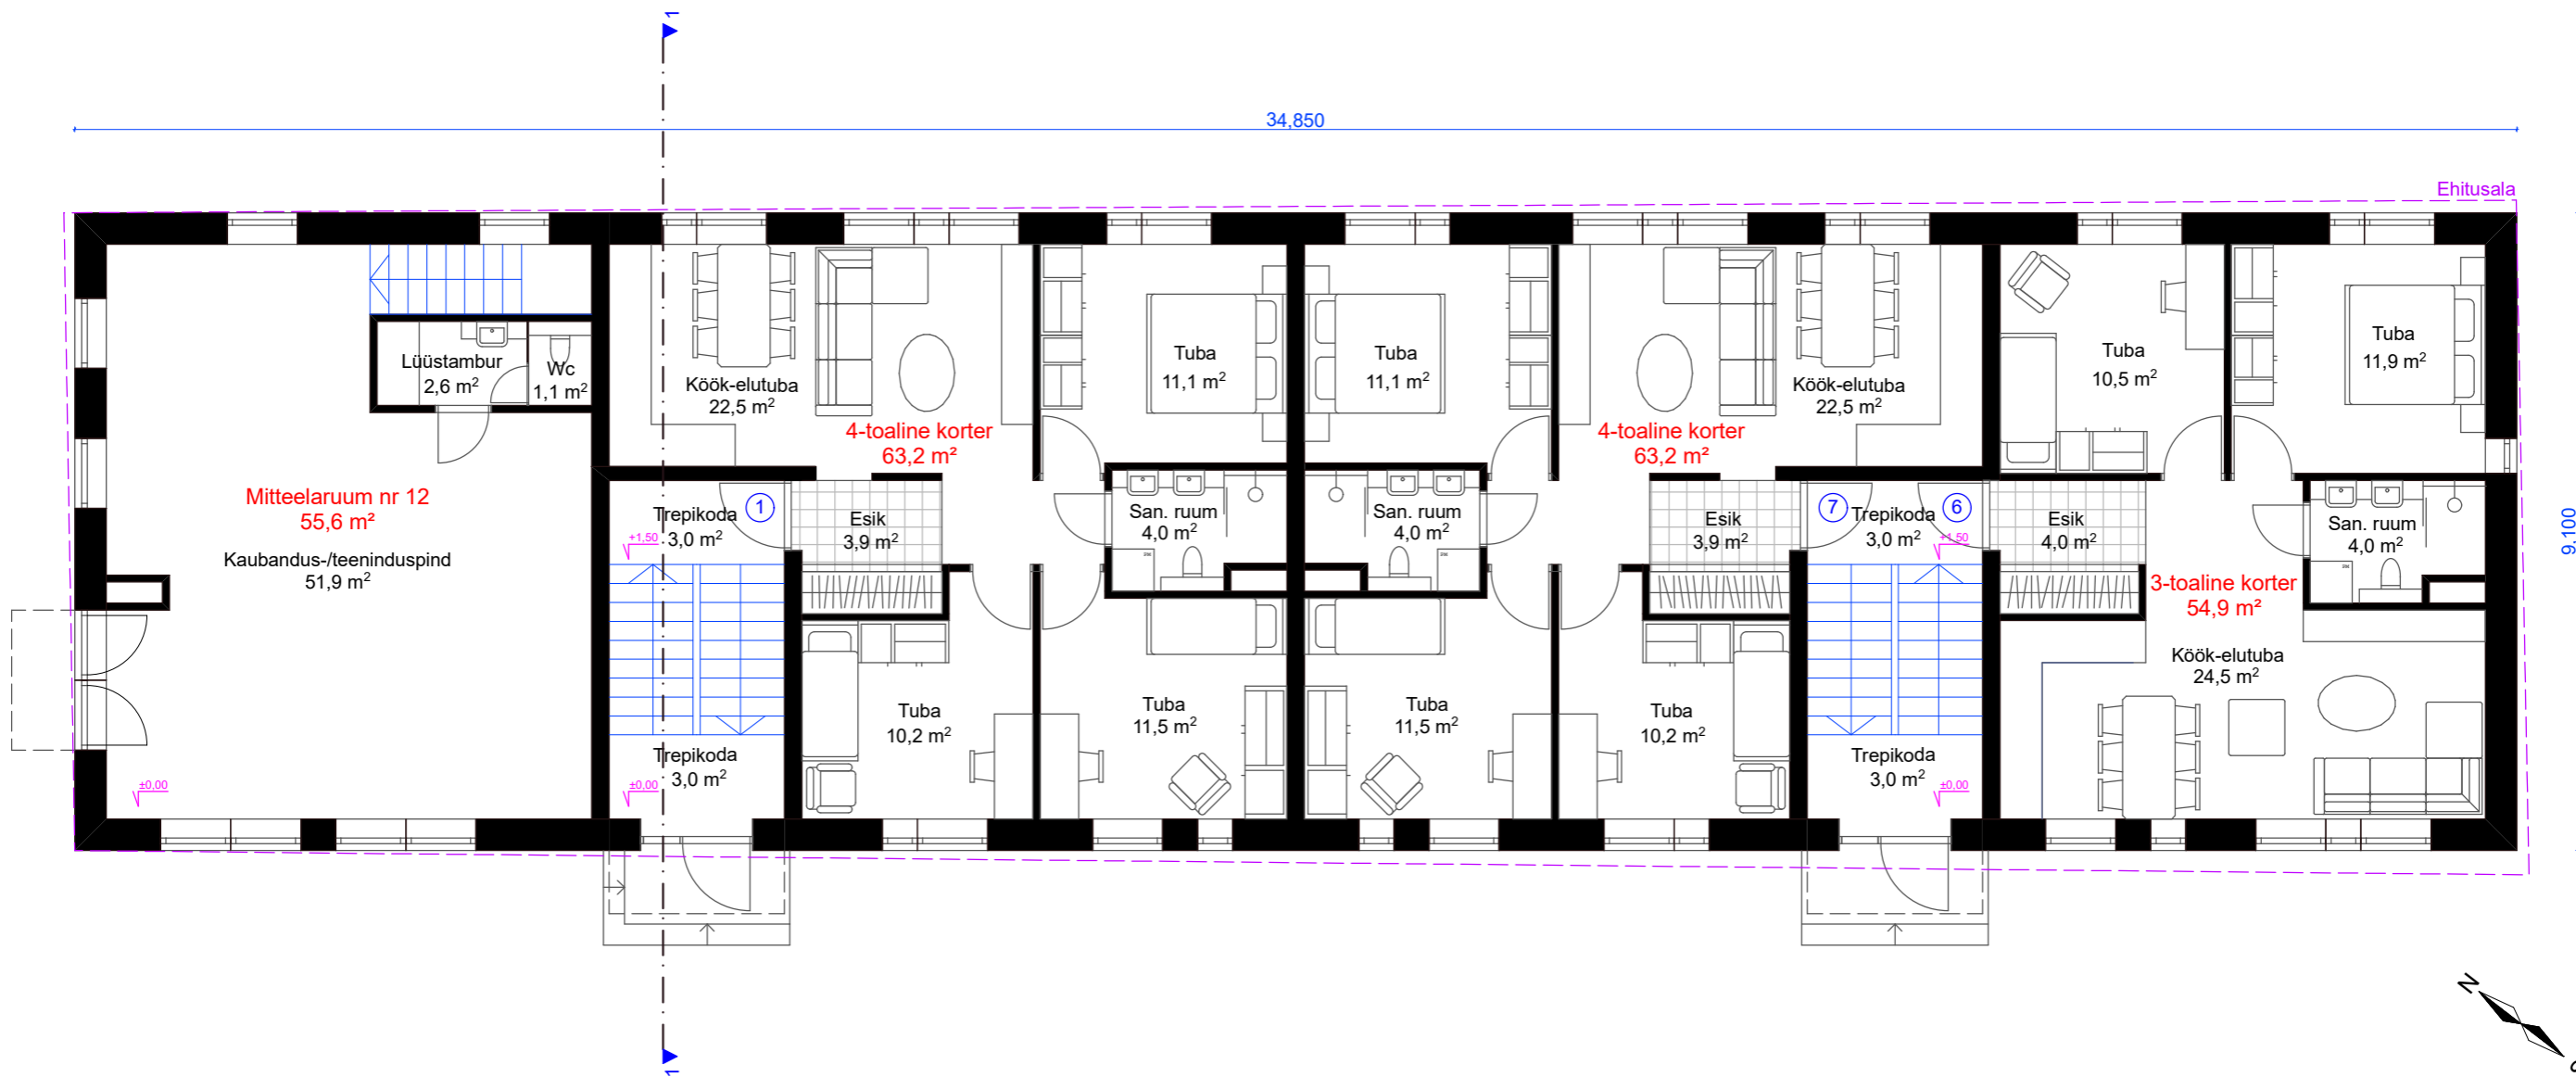 1
34,850
Ehitusala
9,100
Mitteelaruum nr 12
55,6 m²
Kaubandus-/teeninduspind
51,9 m²
Lüüstambur
2,6 m²
Wc
1,1 m²
±0,00
Trepikoda
3,0 m²
+1,50
1
Trepikoda
3,0 m²
±0,00
Köök-elutuba
22,5 m²
4-toaline korter
63,2 m²
Esik
3,9 m²
Tuba
11,1 m²
San. ruum
4,0 m²
Tuba
10,2 m²
Tuba
11,5 m²
Tuba
11,1 m²
San. ruum
4,0 m²
Tuba
11,5 m²
Köök-elutuba
22,5 m²
4-toaline korter
63,2 m²
Esik
3,9 m²
Tuba
10,2 m²
7
Trepikoda
3,0 m²
6
+1,50
Trepikoda
3,0 m²
±0,00
Tuba
10,5 m²
Tuba
11,9 m²
Esik
4,0 m²
San. ruum
4,0 m²
3-toaline korter
54,9 m²
Köök-elutuba
24,5 m²
1
N